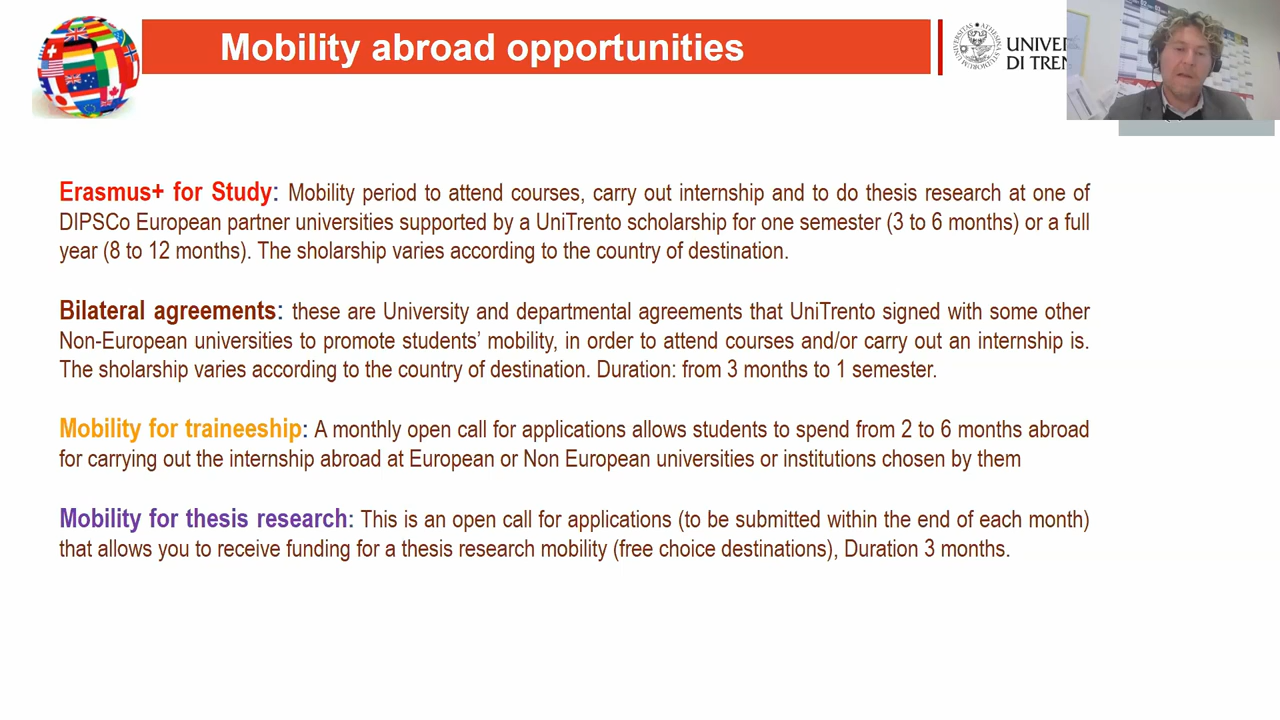 Mobility abroad opportunities
UNIVER
DI TREN
Erasmus+ for Study: Mobility period to attend courses, carry out internship and to do thesis research at one of
DIPSCo European partner universities supported by a UniTrento scholarship for one semester (3 to 6 months) or a full
year (8 to 12 months). The sholarship varies according to the country of destination.
Bilateral agreements: these are University and departmental agreements that UniTrento signed with some other
Non-European universities to promote students’ mobility, in order to attend courses and/or carry out an internship is.
The sholarship varies according to the country of destination. Duration: from 3 months to 1 semester.
Mobility for traineeship: A monthly open call for applications allows students to spend from 2 to 6 months abroad
for carrying out the internship abroad at European or Non European universities or institutions chosen by them
Mobility for thesis research: This is an open call for applications (to be submitted within the end of each month)
that allows you to receive funding for a thesis research mobility (free choice destinations), Duration 3 months.